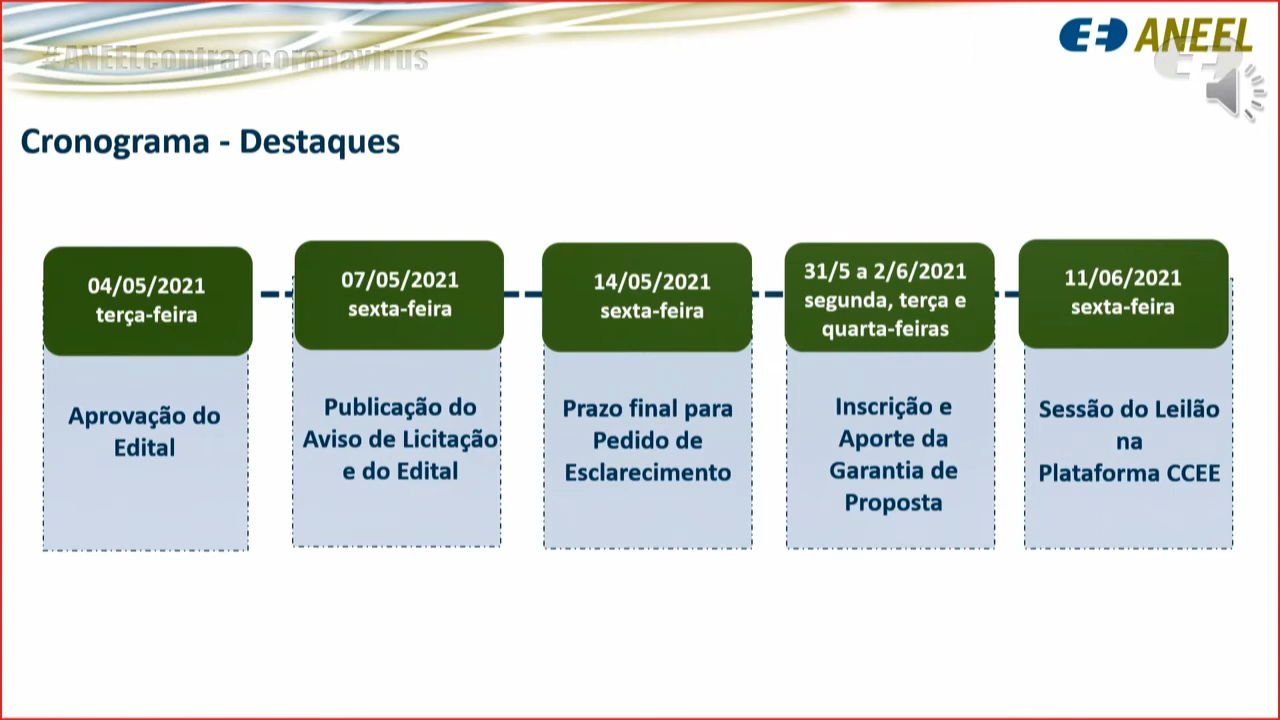 #ANEELcontraocoronavirus
ANEEL
Cronograma - Destaques
04/05/2021
terça-feira
Aprovação do
Edital
07/05/2021
sexta-feira
Publicação do
Aviso de Licitação
e do Edital
14/05/2021
sexta-feira
Prazo final para
Pedido de
Esclarecimento
31/5 a 2/6/2021
segunda, terça e
quarta-feiras
Inscrição e
Aporte da
Garantia de
Proposta
11/06/2021
sexta-feira
Sessão do Leilão
na
Plataforma CCEE